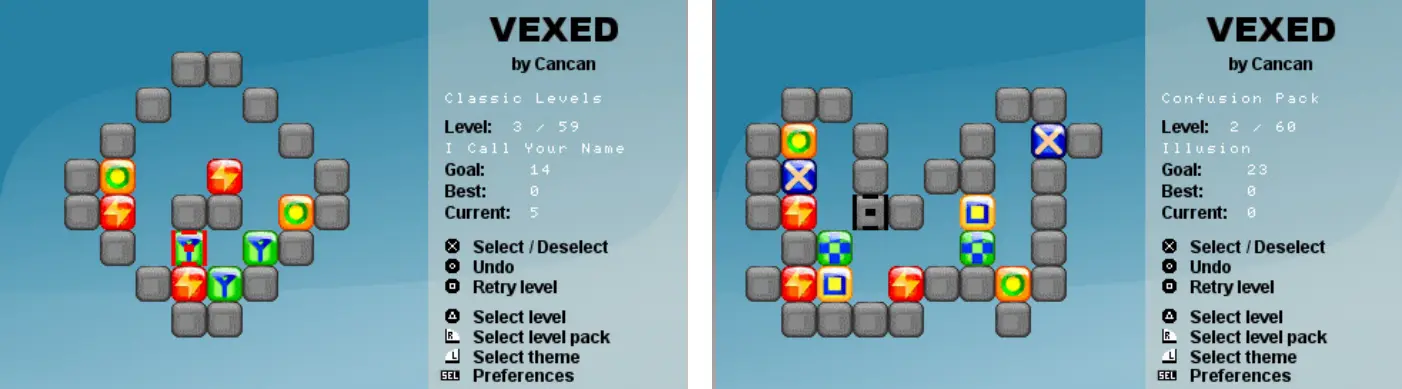 VEXED
by Cancan
Classic Levels
Level: 3 / 59
I Call Your Name
Goal: 14
Best: 0
Current: 5
Select / Deselect
Undo
Retry level
Select level
R Select level pack
L Select theme
SEL Preferences
VEXED
by Cancan
Confusion Pack
Level: 2 / 60
Illusion
Goal: 23
Best: 0
Current: 0
Select / Deselect
Undo
Retry level
Select level
R Select level pack
L Select theme
SEL Preferences